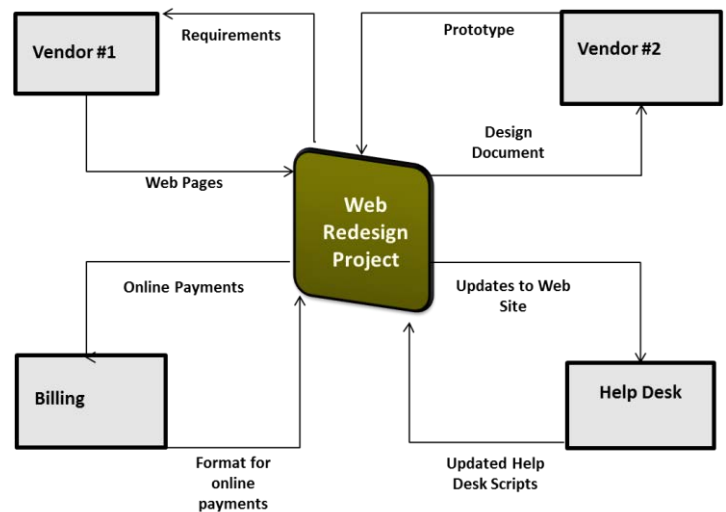 Vendor #1
Requirements
Prototype
Vendor #2
Web Pages
Design
Document
Web
Redesign
Project
Online Payments
Updates to Web
Site
Billing
Help Desk
Format for
online
payments
Updated Help
Desk Scripts